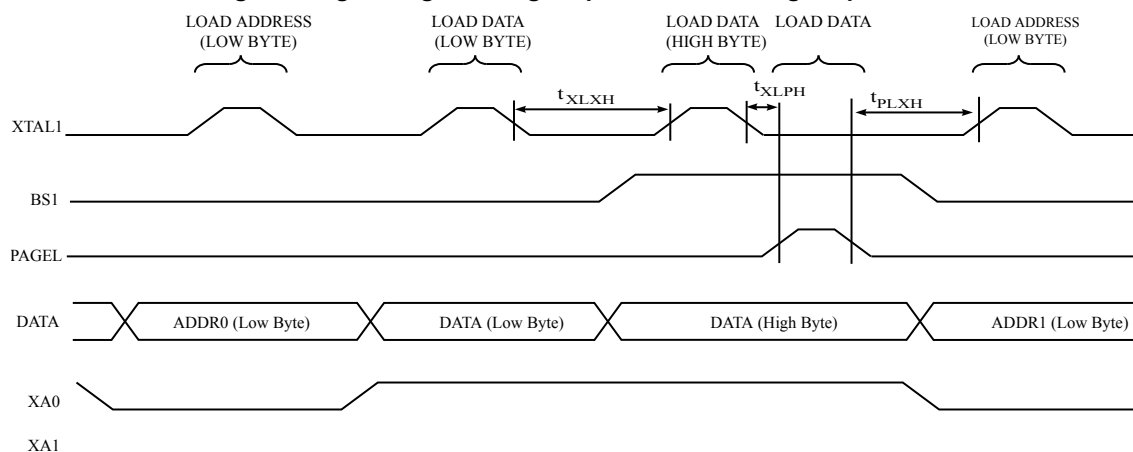 LOAD ADDRESS
(LOW BYTE)
LOAD DATA
(LOW BYTE)
LOAD DATA
(HIGH BYTE)
LOAD DATA
LOAD ADDRESS
(LOW BYTE)
tXLXH
tXLPH
tPLXH
XTAL1
BS1
PAGEL
DATA
ADDR0 (Low Byte)
DATA (Low Byte)
DATA (High Byte)
ADDR1 (Low Byte)
XA0
XA1